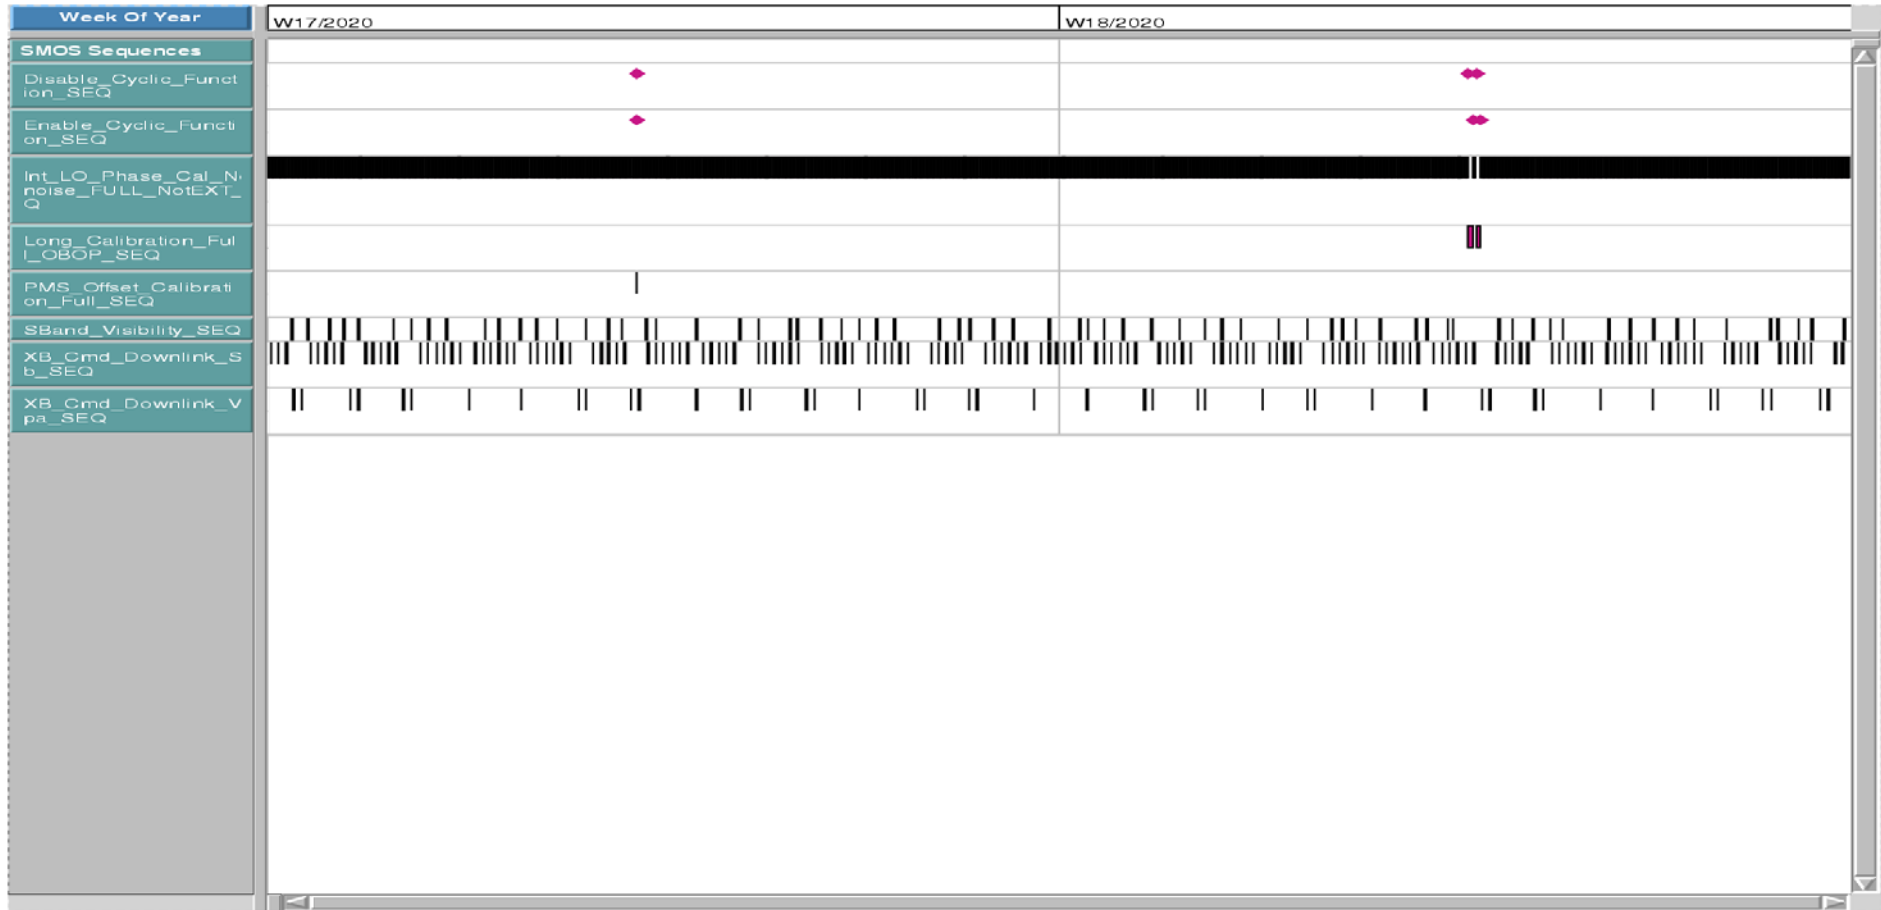 Week Of Year
W17/2020
W18/2020
SMOS Sequences
Disable_Cyclic_Funct
ion_SEQ
Enable_Cyclic_Functi
on_SEQ
Int_LO_Phase_Cal_N
noise_FULL_NotEXT_
Q
Long_Calibration_Ful
l_OBOP_SEQ
PMS_Offset_Calibrati
on_Full_SEQ
SBand_Visibility_SEQ
XB_Cmd_Downlink_S
b_SEQ
XB_Cmd_Downlink_V
pa_SEQ